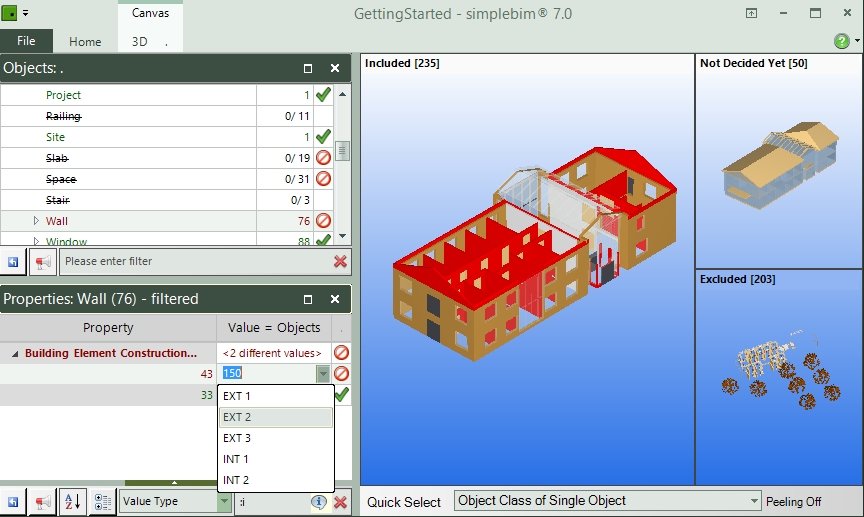 Canvas
GettingStarted - simplebim® 7.0
File Home 3D .
Objects: .
Project 1
Railing 0/ 11
Site 1
Slab 0/ 19
Space 0/ 31
Stair 0/ 3
Wall 76
Window 88
Please enter filter
Properties: Wall (76) - filtered
Property Value = Objects .
Building Element Construction... <2 different values>
43 150
33
EXT 1
EXT 2
EXT 3
INT 1
INT 2
A Z Value Type :i
Included [235]
Not Decided Yet [50]
Excluded [203]
Quick Select Object Class of Single Object Peeling Off